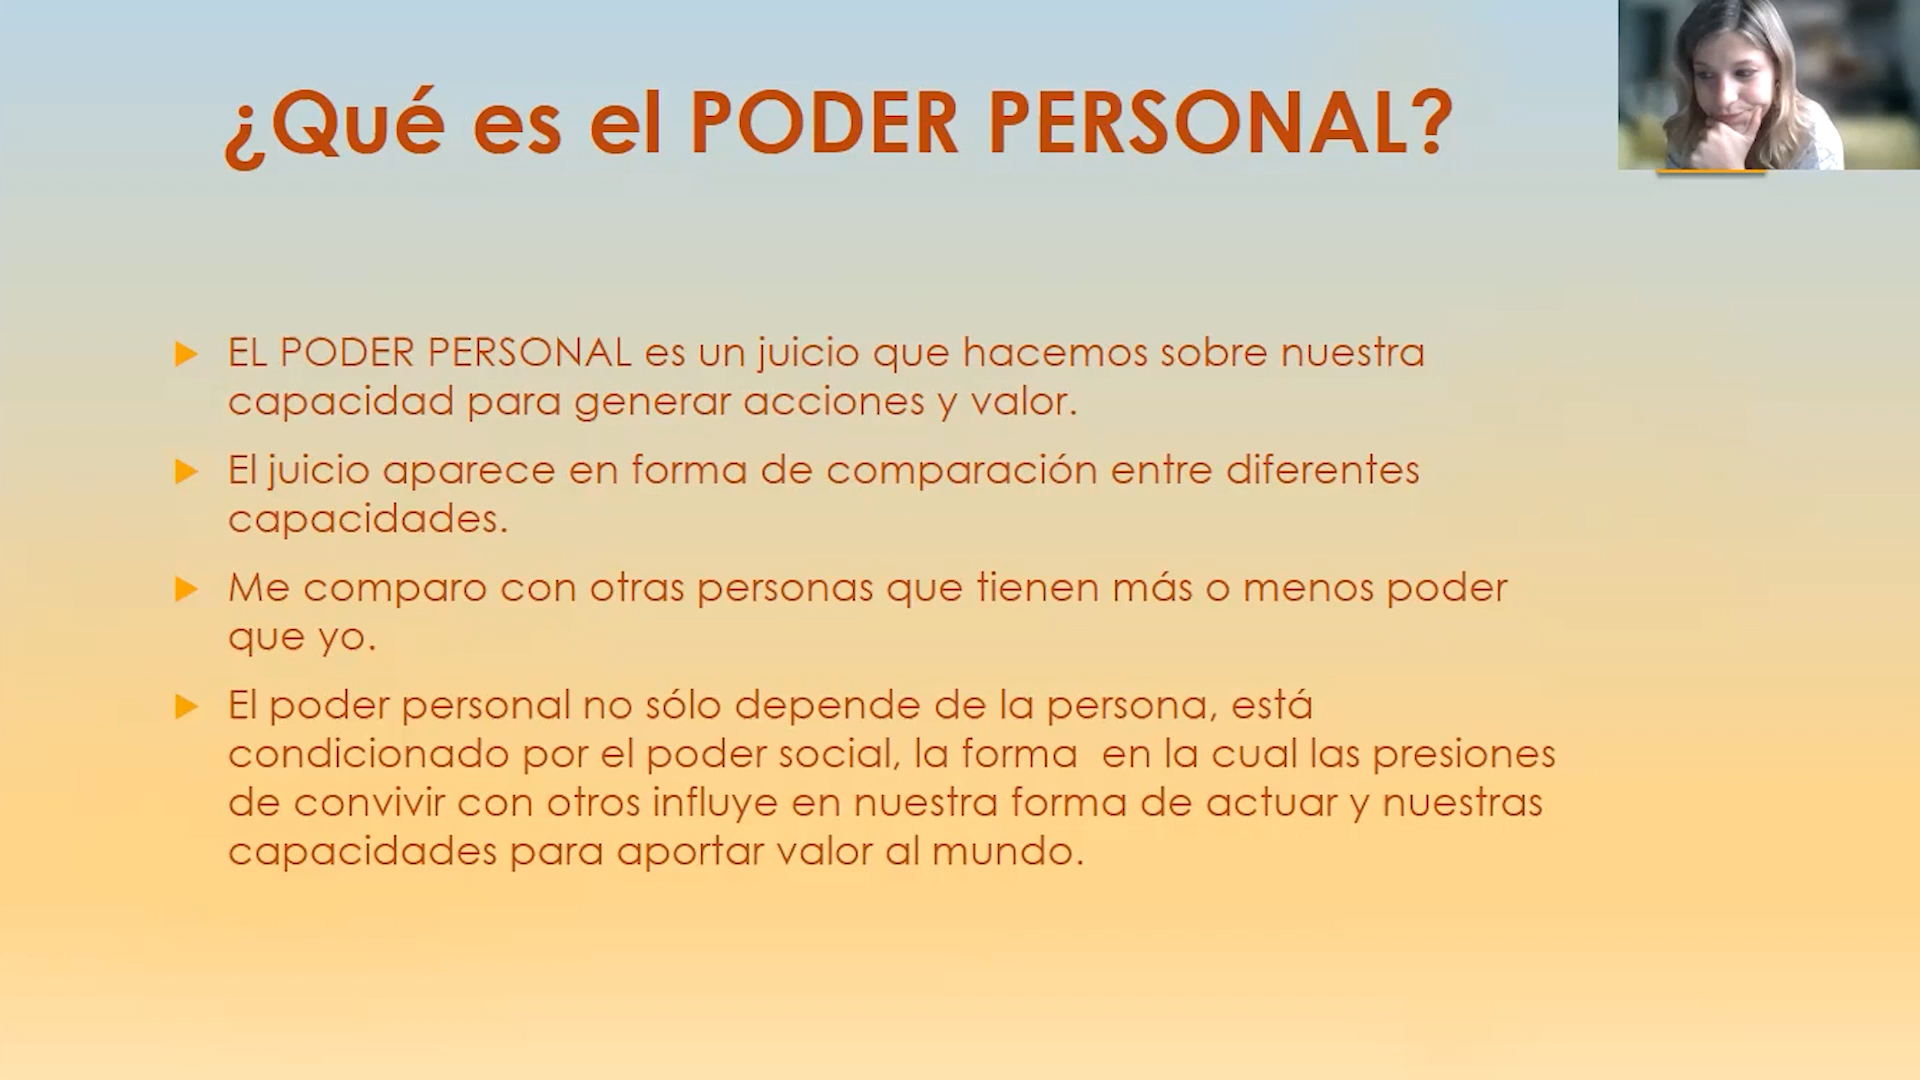 ¿Qué es el PODER PERSONAL?
EL PODER PERSONAL es un juicio que hacemos sobre nuestra
capacidad para generar acciones y valor.
El juicio aparece en forma de comparación entre diferentes
capacidades.
Me comparo con otras personas que tienen más o menos poder
que yo.
El poder personal no sólo depende de la persona, está
condicionado por el poder social, la forma  en la cual las presiones
de convivir con otros influye en nuestra forma de actuar y nuestras
capacidades para aportar valor al mundo.